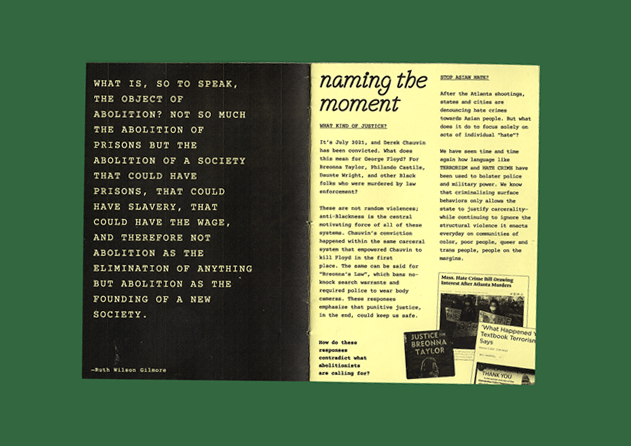 WHAT IS, SO TO SPEAK,
THE OBJECT OF
ABOLITION? NOT SO MUCH
THE ABOLITION OF
PRISONS BUT THE
ABOLITION OF A SOCIETY
THAT COULD HAVE
PRISONS, THAT COULD
HAVE SLAVERY, THAT
COULD HAVE THE WAGE,
AND THEREFORE NOT
ABOLITION AS THE
ELIMINATION OF ANYTHING
BUT ABOLITION AS THE
FOUNDING OF A NEW
SOCIETY.
—Ruth Wilson Gilmore
naming the
moment
WHAT KIND OF JUSTICE?
It's July 2021, and Derek Chauvin
has been convicted. What does
this mean for George Floyd? For
Breonna Taylor, Philando Castile,
Daunte Wright, and other Black
folks who were murdered by law
enforcement?
These are not random violences;
anti-Blackness is the central
motivating force of all of these
systems. Chauvin's conviction
happened within the same carceral
system that empowered Chauvin to
kill Floyd in the first
place. The same can be said for
"Breonna's Law", which bans no-
knock search warrants and
required police to wear body
cameras. These responses
emphasize that punitive justice,
in the end, could keep us safe.
How do these
responses
contradict what
abolitionists
are calling for?
STOP ASIAN HATE?
After the Atlanta shootings,
states and cities are
denouncing hate crimes
towards Asian people. But what
does it do to focus solely on
acts of individual "hate"?
We have seen time and time
again how language like
TERRORISM and HATE CRIME have
been used to bolster police
and military power. We know
that criminalising surface
behaviors only allows the
state to justify carcerality—
while continuing to ignore the
structural violence it enacts
everyday on communities of
color, poor people, queer and
trans people, people on the
margins.
Mass. Hate Crime Bill Drawing
Interest After Atlanta Murders
JUSTICE
BREONNA
TAYLOR
'What Happened
Textbook Terrorism
Says
THANK YOU